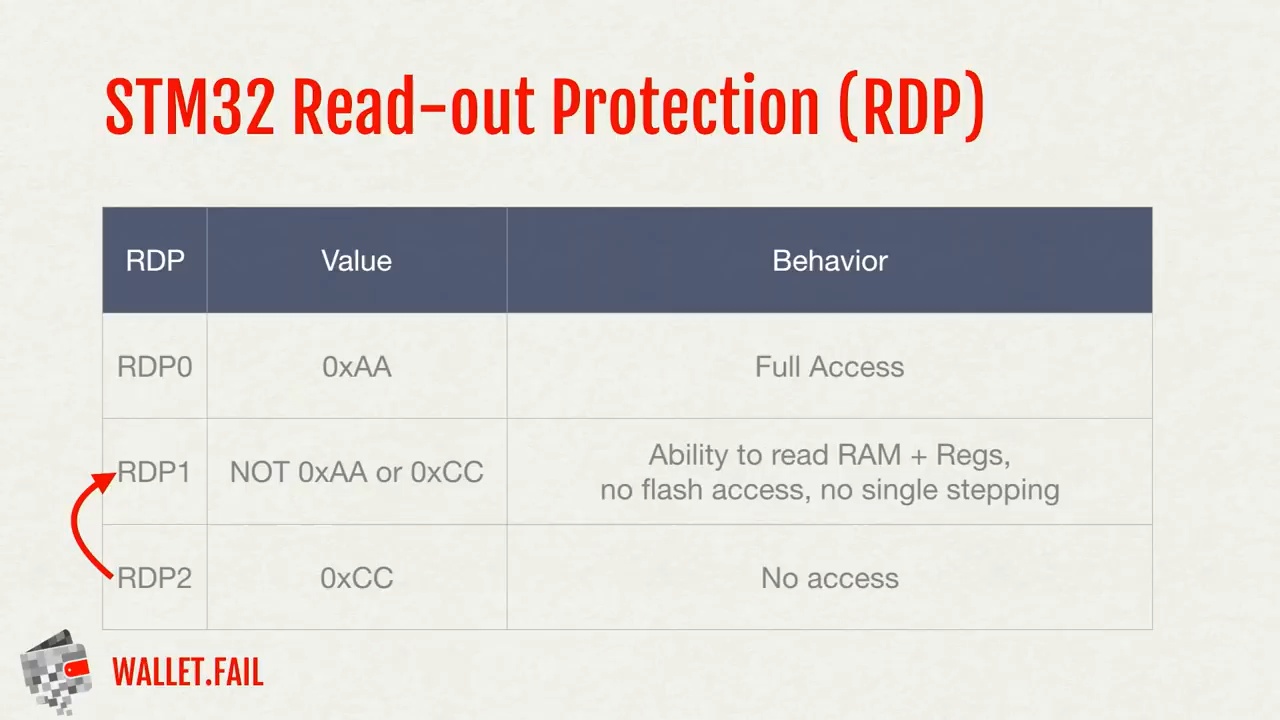 STM32 Read-out Protection (RDP)
RDP Value Behavior
RDP0 0xAA Full Access
RDP1 NOT 0xAA or 0xCC Ability to read RAM + Regs,
no flash access, no single stepping
RDP2 0xCC No access
WALLET.FAIL